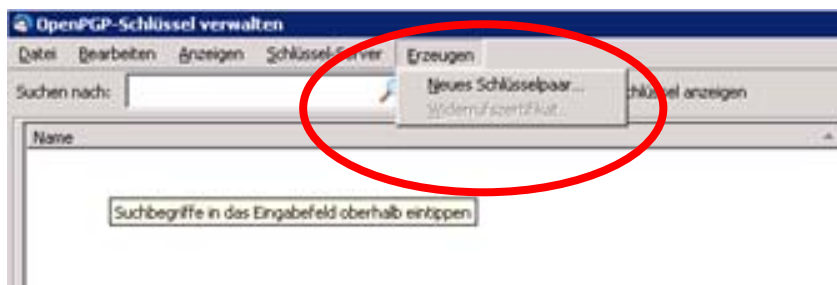 OpenPGP-Schlüssel verwalten
Datei Bearbeiten Anzeigen Schlüssel-Server Erzeugen
Suchen nach: Neues Schlüsselpaar... hlüssel anzeigen
Widerrufszertifikat...
Name
Suchbegriffe in das Eingabefeld oberhalb eintippen